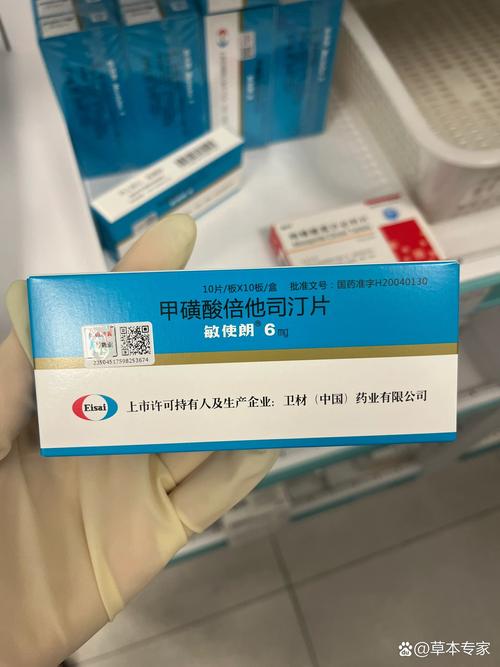 10片/板X10板/盒 批准文号：国药准字H20040130
甲磺酸倍他司汀片
敏使朗® 6mg
Eisai
上市许可持有人及生产企业：卫材（中国）药业有限公司
@草本专家